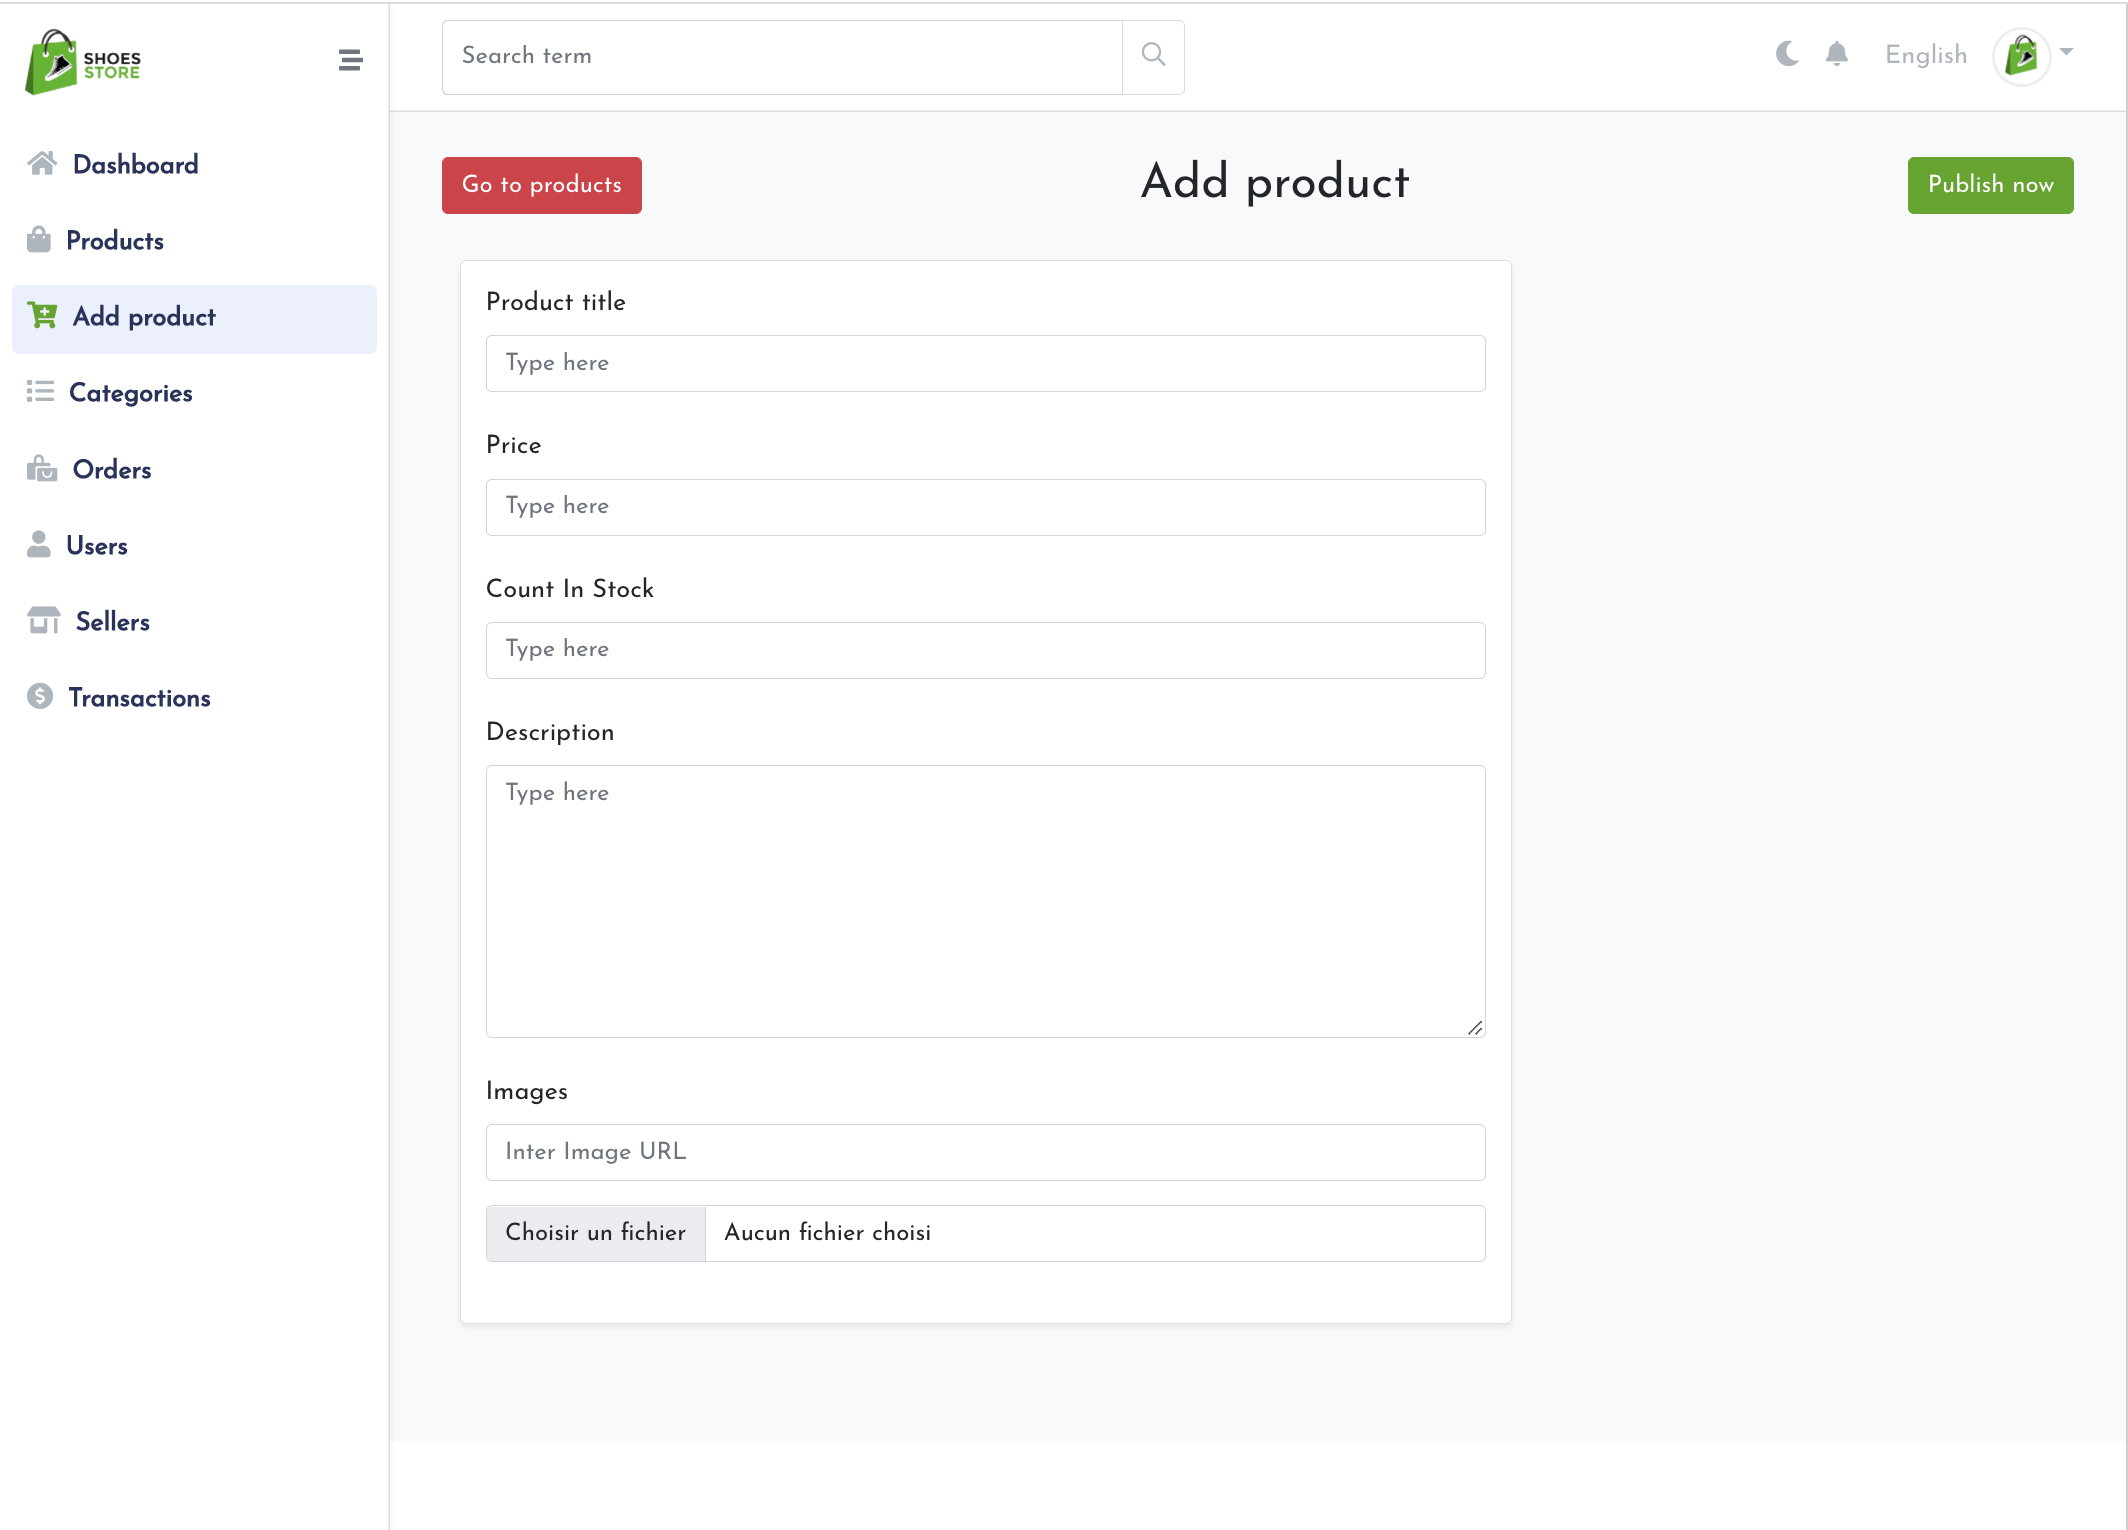 SHOES
STORE
Search term
English
Dashboard
Products
Add product
Categories
Orders
Users
Sellers
Transactions
Go to products
Add product
Publish now
Product title
Type here
Price
Type here
Count In Stock
Type here
Description
Type here
Images
Inter Image URL
Choisir un fichier Aucun fichier choisi